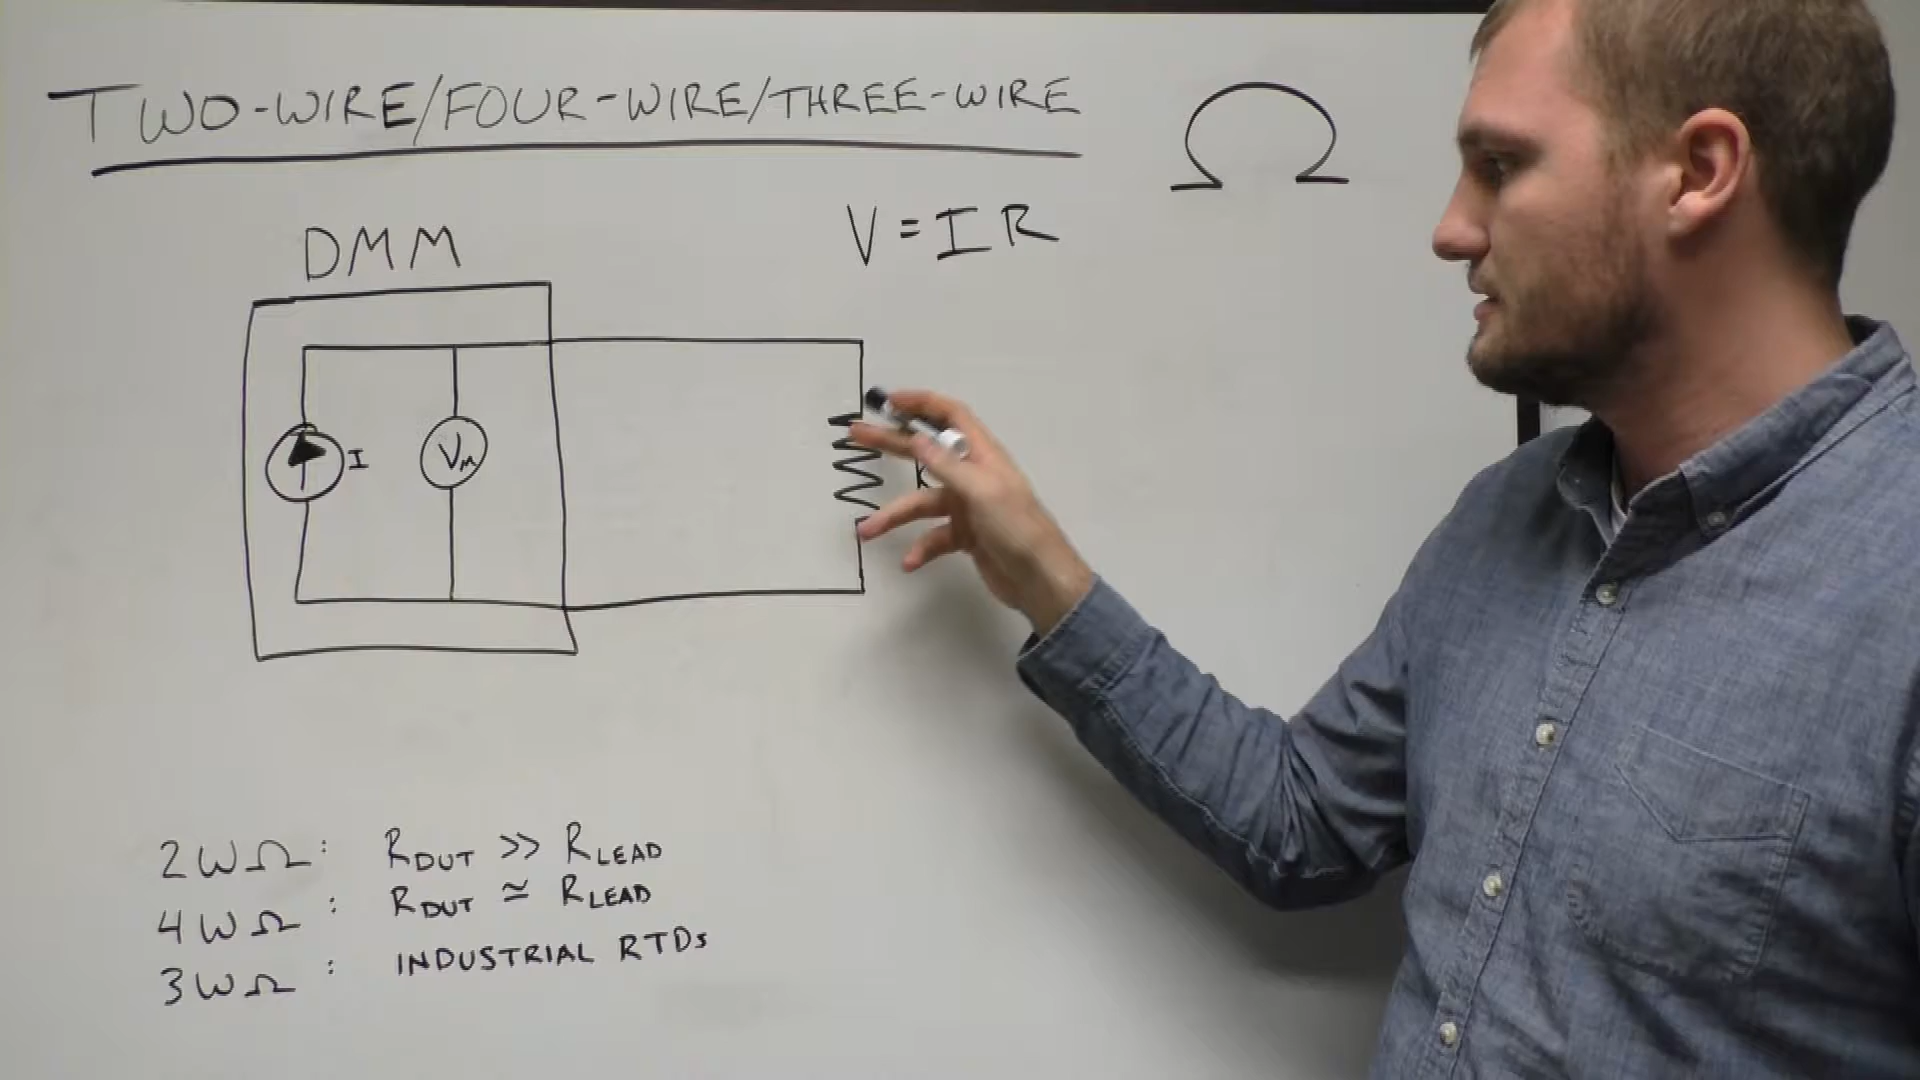 TWO-WIRE/FOUR-WIRE/THREE-WIRE Ω
V = IR
DMM
I
VM
2WΩ: RDUT >> RLEAD
4WΩ: RDUT ≃ RLEAD
3WΩ: INDUSTRIAL RTDs